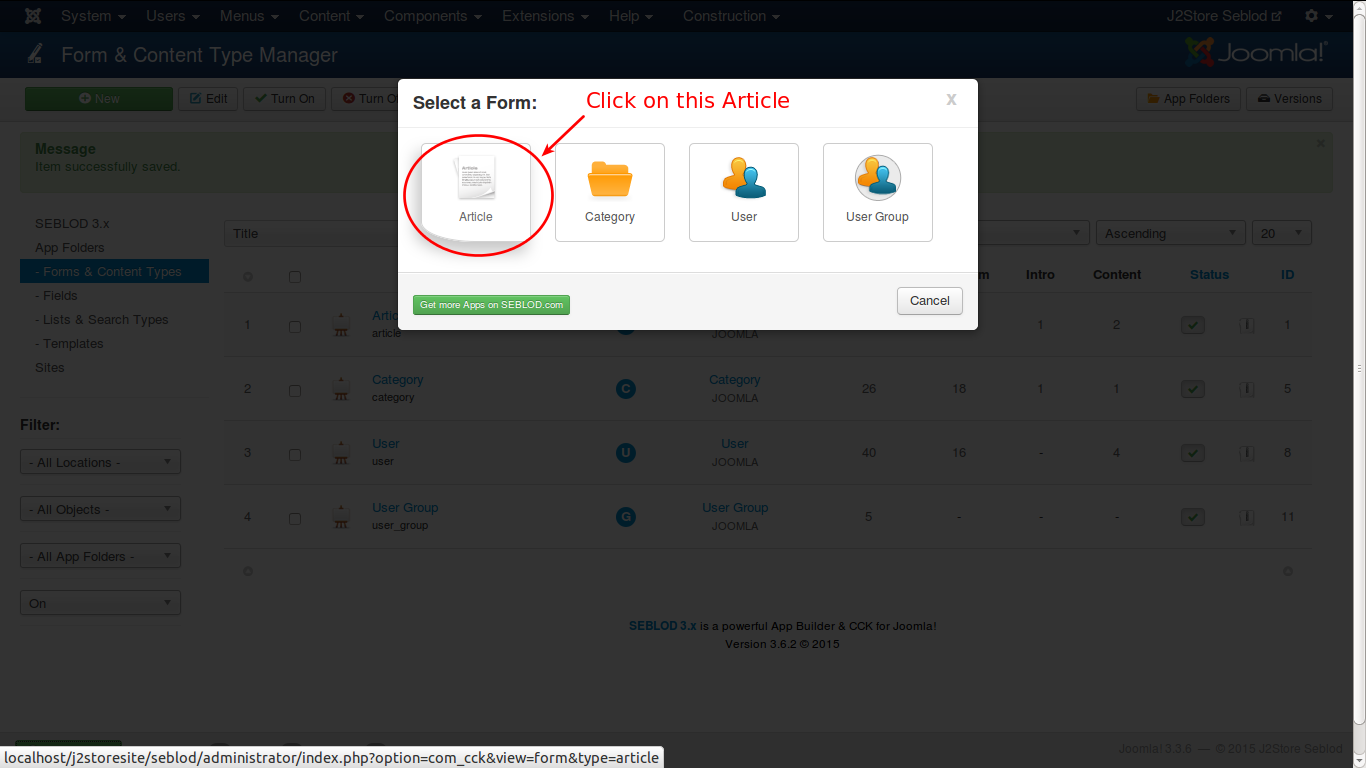 System Users Menus Content Components Extensions Help Construction J2Store Seblod
Form & Content Type Manager Joomla!
New Edit Turn On Turn O App Folders Versions
Select a Form: Click on this Article X
Message
Item successfully saved.
Article
Article Category User User Group
SEBLOD 3.x
App Folders
- Forms & Content Types
- Fields
- Lists & Search Types
- Templates
Sites
Title Ascending 20
m Intro Content Status ID
Get more Apps on SEBLOD.com Cancel
1 Artic 1 2 1
article JOOMLA
2 Category C Category 26 18 1 1 5
category JOOMLA
3 User U User 40 16 - 4 8
user JOOMLA
4 User Group G User Group 5 - - - 11
user_group JOOMLA
Filter:
- All Locations -
- All Objects -
- All App Folders -
On
SEBLOD 3.x is a powerful App Builder & CCK for Joomla!
Version 3.6.2 © 2015
Joomla! 3.3.6 — © 2015 J2Store Seblod
localhost/j2storesite/seblod/administrator/index.php?option=com_cck&view=form&type=article